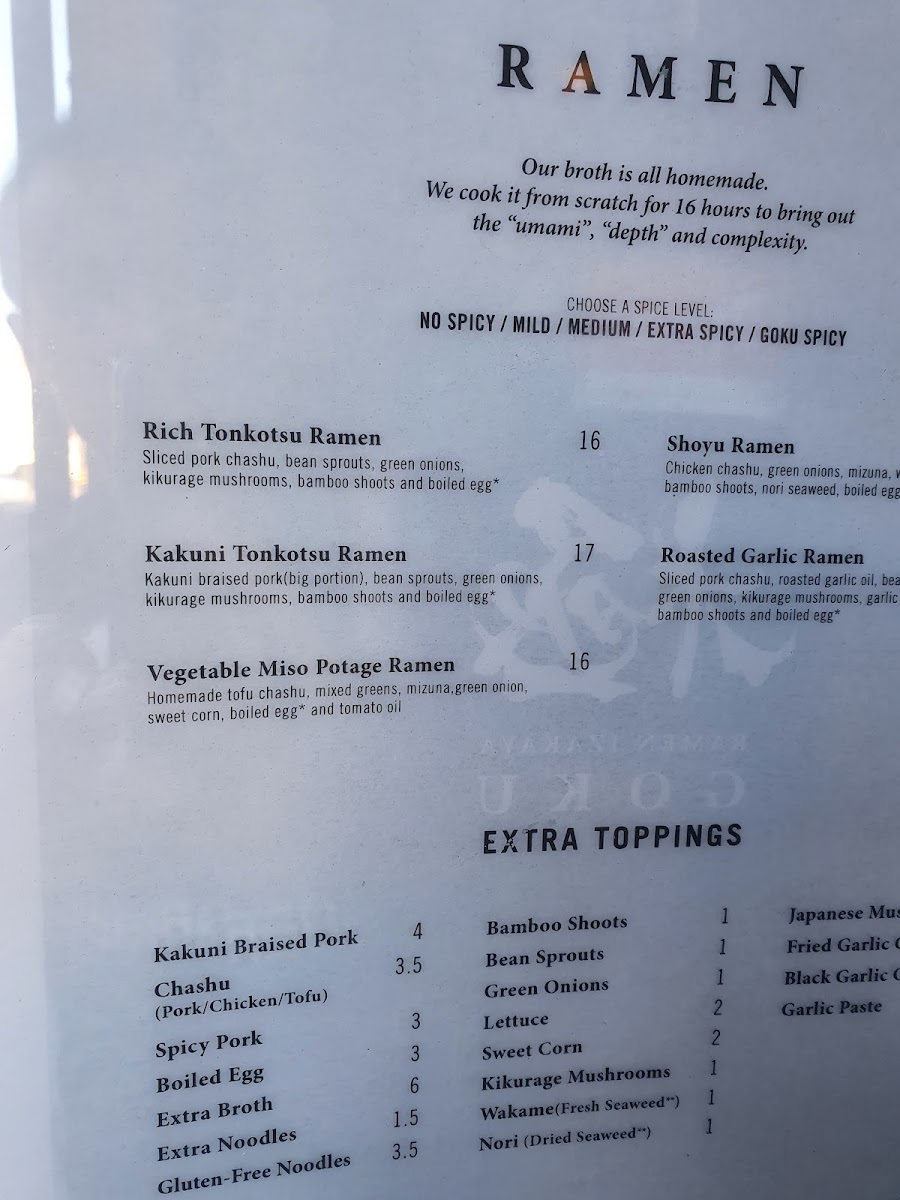 RAMEN
Our broth is all homemade.
We cook it from scratch for 16 hours to bring out
the “umami”, “depth” and complexity.
CHOOSE A SPICE LEVEL:
NO SPICY / MILD / MEDIUM / EXTRA SPICY / GOKU SPICY
Rich Tonkotsu Ramen 16
Sliced pork chashu, bean sprouts, green onions,
kikurage mushrooms, bamboo shoots and boiled egg*
Kakuni Tonkotsu Ramen 17
Kakuni braised pork(big portion), bean sprouts, green onions,
kikurage mushrooms, bamboo shoots and boiled egg*
Vegetable Miso Potage Ramen 16
Homemade tofu chashu, mixed greens, mizuna,green onion,
sweet corn, boiled egg* and tomato oil
Shoyu Ramen
Chicken chashu, green onions, mizuna,
bamboo shoots, nori seaweed, boiled egg
Roasted Garlic Ramen
Sliced pork chashu, roasted garlic oil,
green onions, kikurage mushrooms, garlic
bamboo shoots and boiled egg*
RAMEN IZAKAYA
GOKU
EXTRA TOPPINGS
Kakuni Braised Pork 4
Chashu 3.5
(Pork/Chicken/Tofu)
Spicy Pork 3
Boiled Egg 3
Extra Broth 6
Extra Noodles 1.5
Gluten-Free Noodles 3.5
Bamboo Shoots 1
Bean Sprouts 1
Green Onions 1
Lettuce 2
Sweet Corn 2
Kikurage Mushrooms 1
Wakame(Fresh Seaweed**) 1
Nori (Dried Seaweed**) 1
Japanese
Fried Garlic
Black Garlic
Garlic Paste